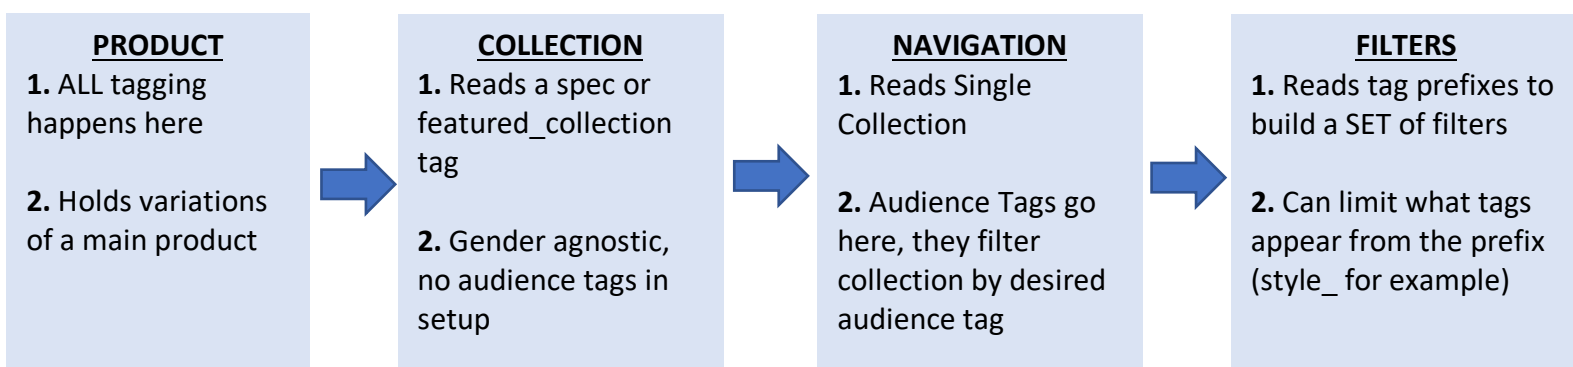 PRODUCT
1. ALL tagging
happens here
2. Holds variations
of a main product
COLLECTION
1. Reads a spec or
featured_collection
tag
2. Gender agnostic,
no audience tags in
setup
NAVIGATION
1. Reads Single
Collection
2. Audience Tags go
here, they filter
collection by desired
audience tag
FILTERS
1. Reads tag prefixes to
build a SET of filters
2. Can limit what tags
appear from the prefix
(style_ for example)